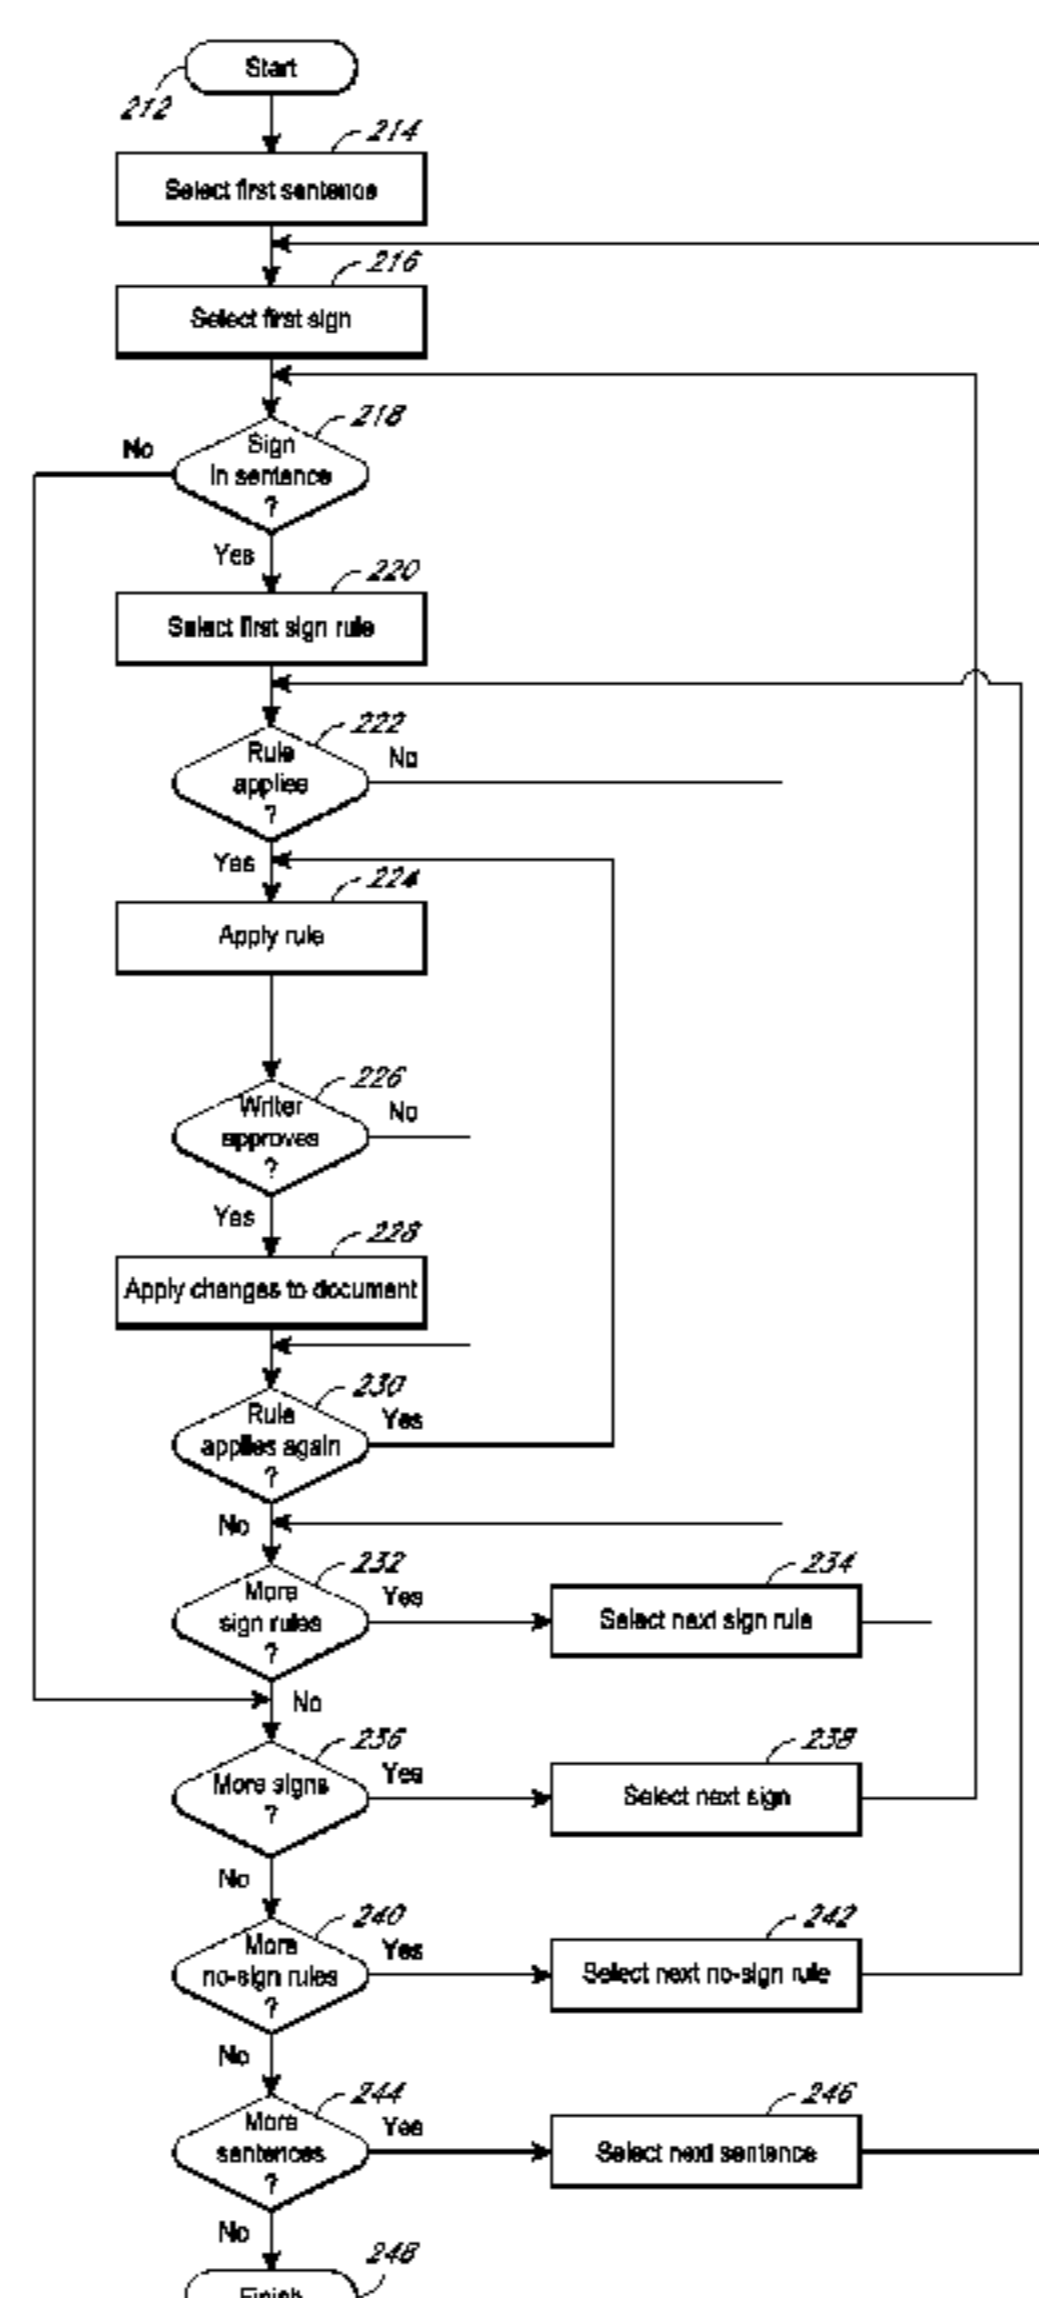 Start
212
214
Select first sentence
216
Select first sign
218
No
Sign
in sentence
?
Yes
220
Select first sign rule
222
Rule
applies
?
No
Yes
224
Apply rule
226
Writer
approves
?
No
Yes
228
Apply changes to document
230
Rule
applies again
?
Yes
No
232
More
sign rules
?
Yes
234
Select next sign rule
No
236
More signs
?
Yes
238
Select next sign
No
240
More
no-sign rules
?
Yes
242
Select next no-sign rule
No
244
More
sentences
?
Yes
246
Select next sentence
No
248
Finish